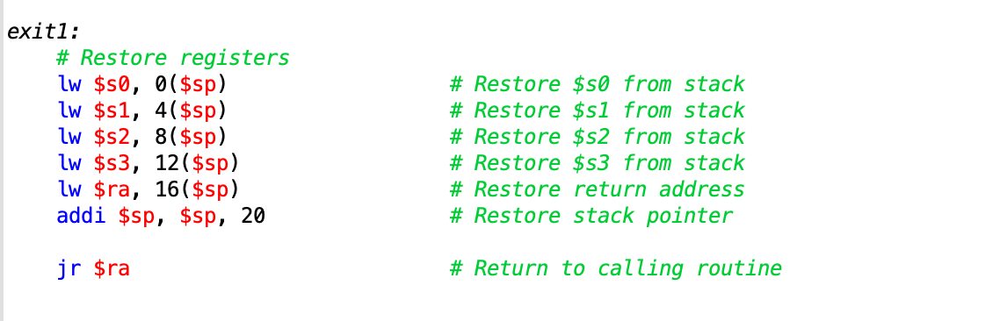 exit1:
# Restore registers
lw $s0, 0($sp) # Restore $s0 from stack
lw $s1, 4($sp) # Restore $s1 from stack
lw $s2, 8($sp) # Restore $s2 from stack
lw $s3, 12($sp) # Restore $s3 from stack
lw $ra, 16($sp) # Restore return address
addi $sp, $sp, 20 # Restore stack pointer
jr $ra # Return to calling routine